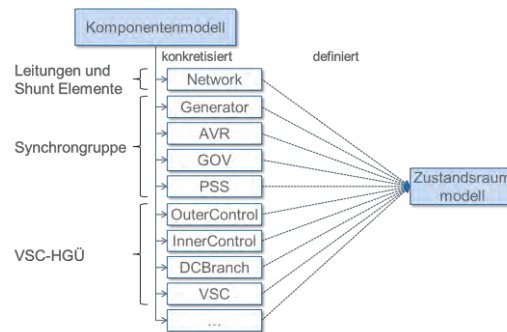 Komponentenmodell
konkretisiert
definiert
Leitungen und
Shunt Elemente
Network
Generator
AVR
Synchrongruppe
GOV
PSS
Zustandsraum
modell
OuterControl
InnerControl
VSC-HGÜ
DCBranch
VSC
...